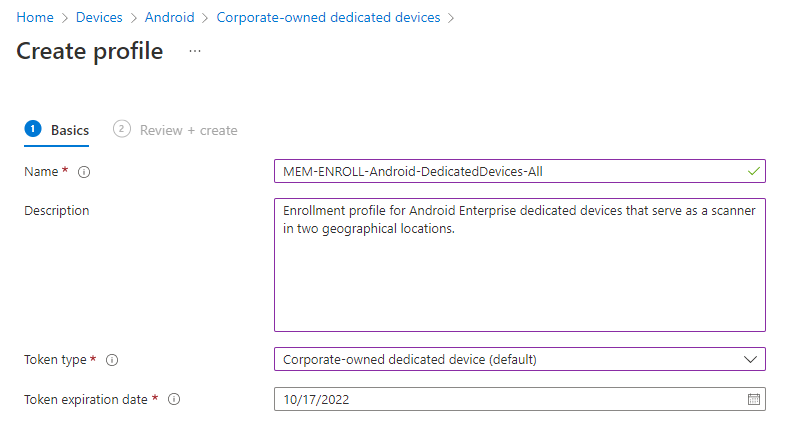 Home > Devices > Android > Corporate-owned dedicated devices >
Create profile ...
1 Basics 2 Review + create
Name * MEM-ENROLL-Android-DedicatedDevices-All
Description Enrollment profile for Android Enterprise dedicated devices that serve as a scanner
in two geographical locations.
Token type * Corporate-owned dedicated device (default)
Token expiration date * 10/17/2022